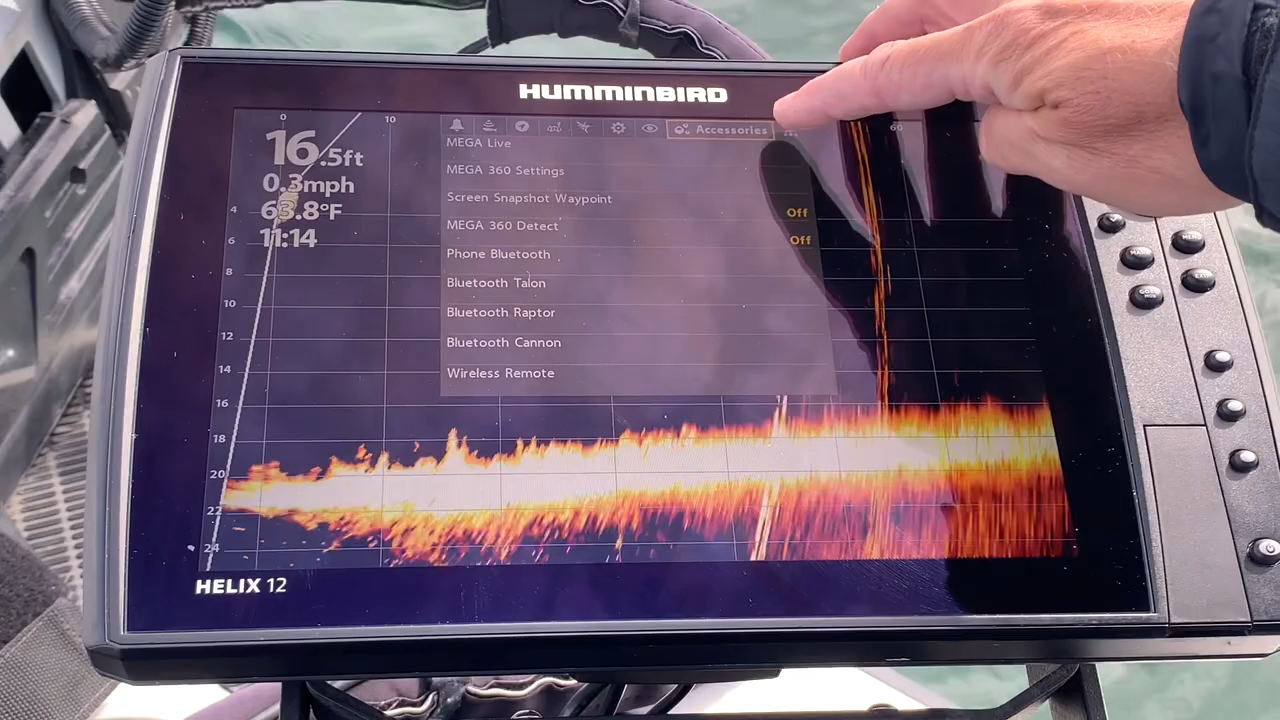 HUMMINBIRD
0
10
60
Accessories
16.5ft
0.3mph
63.8°F
11:14
MEGA Live
MEGA 360 Settings
Screen Snapshot Waypoint
Off
MEGA 360 Detect
Off
Phone Bluetooth
Bluetooth Talon
Bluetooth Raptor
Bluetooth Cannon
Wireless Remote
4
6
8
10
12
14
16
18
20
22
24
HELIX 12